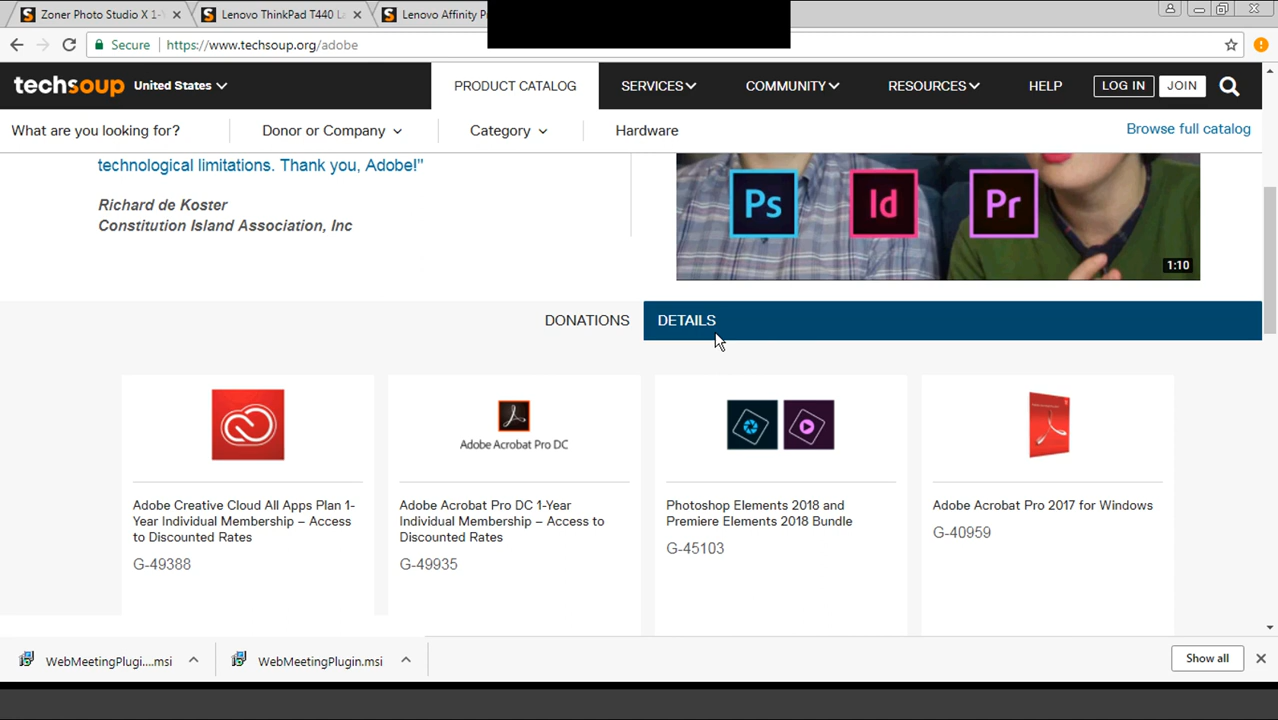 Zoner Photo Studio X 1-Y
Lenovo ThinkPad T440 La
Lenovo Affinity P
Secure
https://www.techsoup.org/adobe
techsoup
United States
PRODUCT CATALOG
SERVICES
COMMUNITY
RESOURCES
HELP
LOG IN
JOIN
What are you looking for?
Donor or Company
Category
Hardware
Browse full catalog
technological limitations. Thank you, Adobe!"
Richard de Koster
Constitution Island Association, Inc
Ps
Id
Pr
1:10
DONATIONS
DETAILS
Adobe Acrobat Pro DC
Adobe Creative Cloud All Apps Plan 1-
Year Individual Membership – Access
to Discounted Rates
G-49388
Adobe Acrobat Pro DC 1-Year
Individual Membership – Access to
Discounted Rates
G-49935
Photoshop Elements 2018 and
Premiere Elements 2018 Bundle
G-45103
Adobe Acrobat Pro 2017 for Windows
G-40959
WebMeetingPlugi....msi
WebMeetingPlugin.msi
Show all